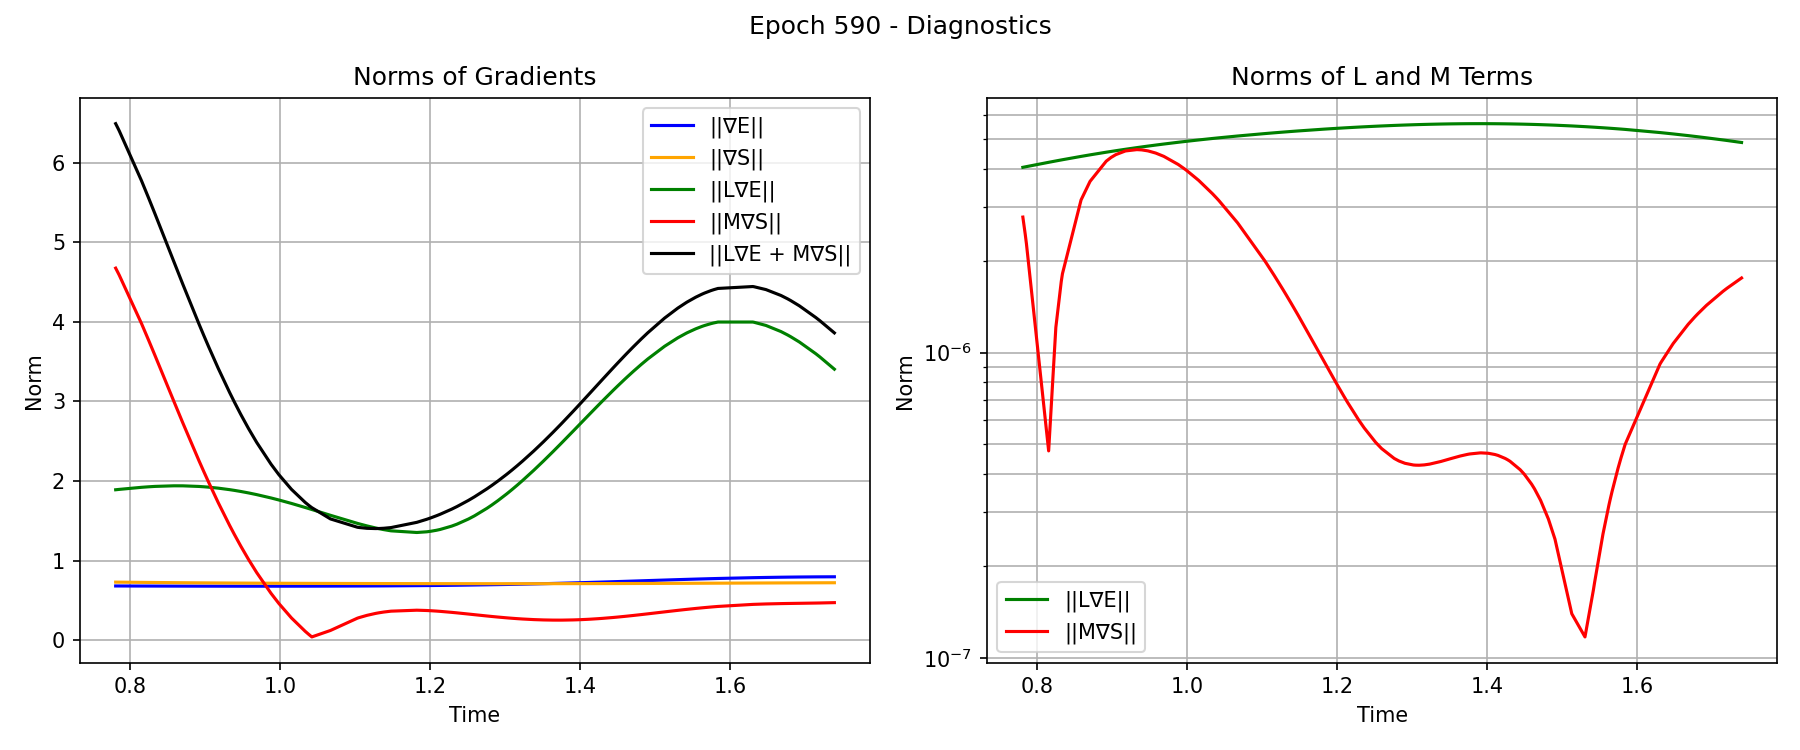 Epoch 590 - Diagnostics
Norms of Gradients
||∇E||
||∇S||
||L∇E||
||M∇S||
||L∇E + M∇S||
6
5
4
3
2
1
0
Norm
0.8
1.0
1.2
1.4
1.6
Time
Norms of L and M Terms
10⁻⁶
10⁻⁷
Norm
||L∇E||
||M∇S||
0.8
1.0
1.2
1.4
1.6
Time